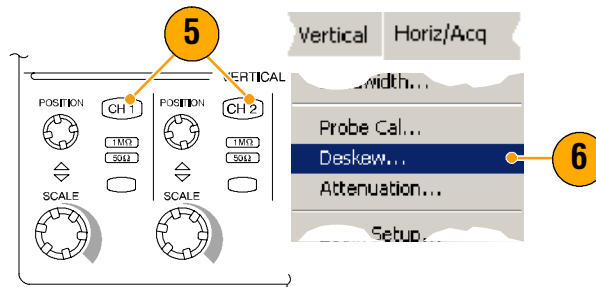 5
VERTICAL
POSITION
CH 1
POSITION
CH 2
1MΩ
50Ω
1MΩ
50Ω
SCALE
SCALE
Vertical Horiz/Acq
Probe Cal...
Deskew...
6
Attenuation...
Setup...